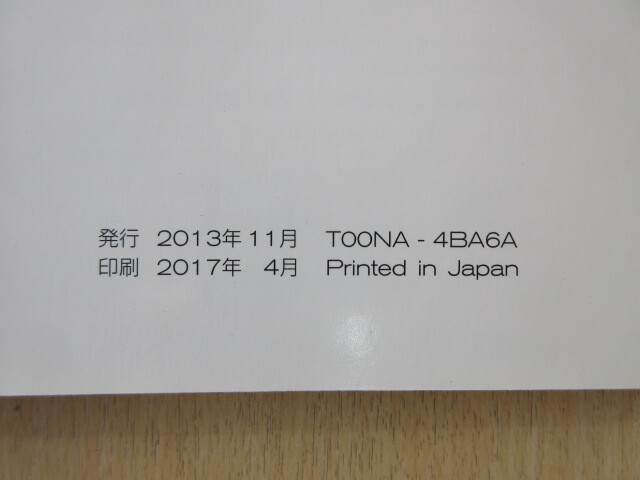 発行 2013年 11月 TOONA - 4BA6A
印刷 2017年 4月 Printed in Japan